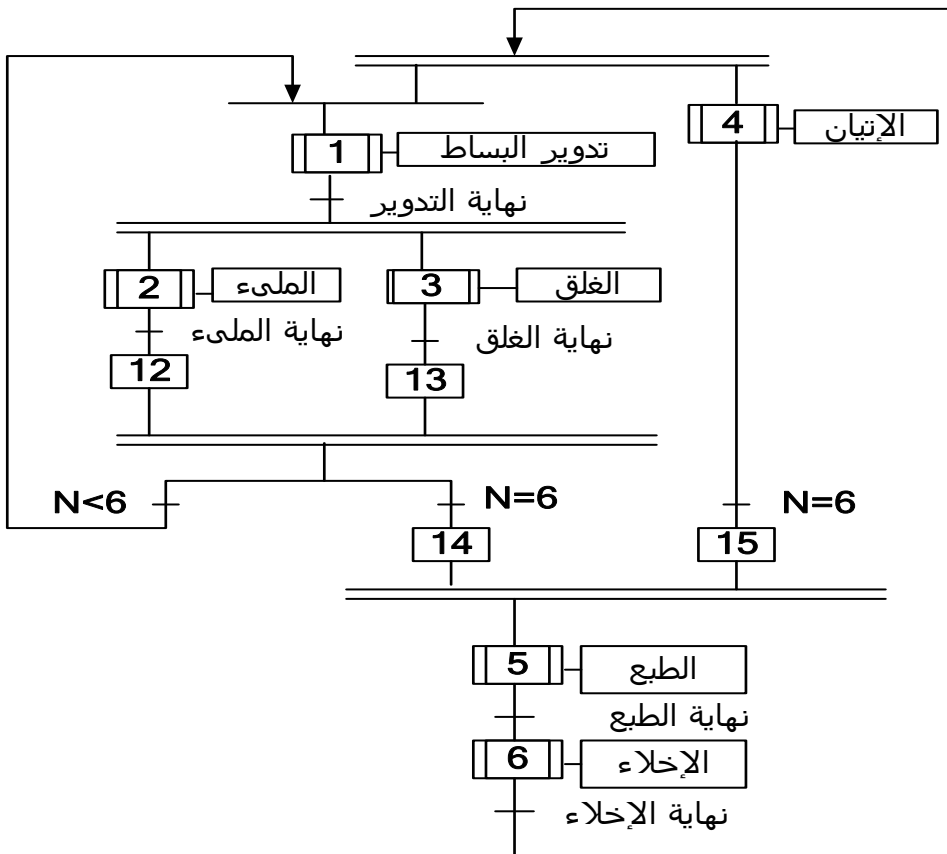 4
الإتيان
1
تدوير البساط
نهاية التدوير
2
الملىء
3
الغلق
نهاية الملىء
نهاية الغلق
12
13
N<6
N=6
N=6
14
15
5
الطبع
نهاية الطبع
6
الإخلاء
نهاية الإخلاء